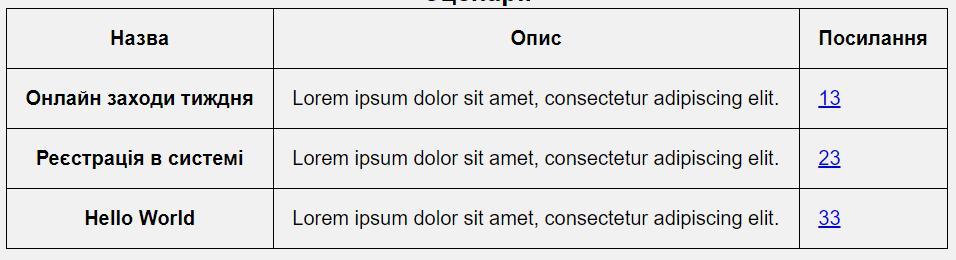 Назва Опис Посилання
Онлайн заходи тиждня Lorem ipsum dolor sit amet, consectetur adipiscing elit. 13
Реєстрація в системі Lorem ipsum dolor sit amet, consectetur adipiscing elit. 23
Hello World Lorem ipsum dolor sit amet, consectetur adipiscing elit. 33